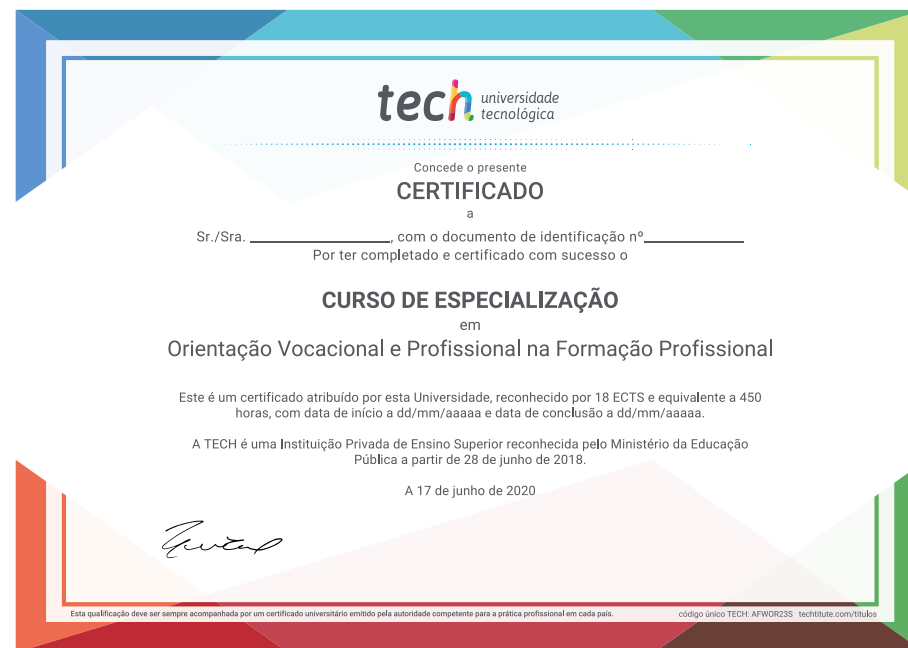 tech universidade
tecnológica
Concede o presente
CERTIFICADO
a
Sr./Sra. ____________________, com o documento de identificação nº______________
Por ter completado e certificado com sucesso o
CURSO DE ESPECIALIZAÇÃO
em
Orientação Vocacional e Profissional na Formação Profissional
Este é um certificado atribuído por esta Universidade, reconhecido por 18 ECTS e equivalente a 450
horas, com data de início a dd/mm/aaaaa e data de conclusão a dd/mm/aaaaa.
A TECH é uma Instituição Privada de Ensino Superior reconhecida pelo Ministério da Educação
Pública a partir de 28 de junho de 2018.
A 17 de junho de 2020
Esta qualificação deve ser sempre acompanhada por um certificado universitário emitido pela autoridade competente para a prática profissional em cada país.
código único TECH: AFWOR23S techtitute.com/titulos